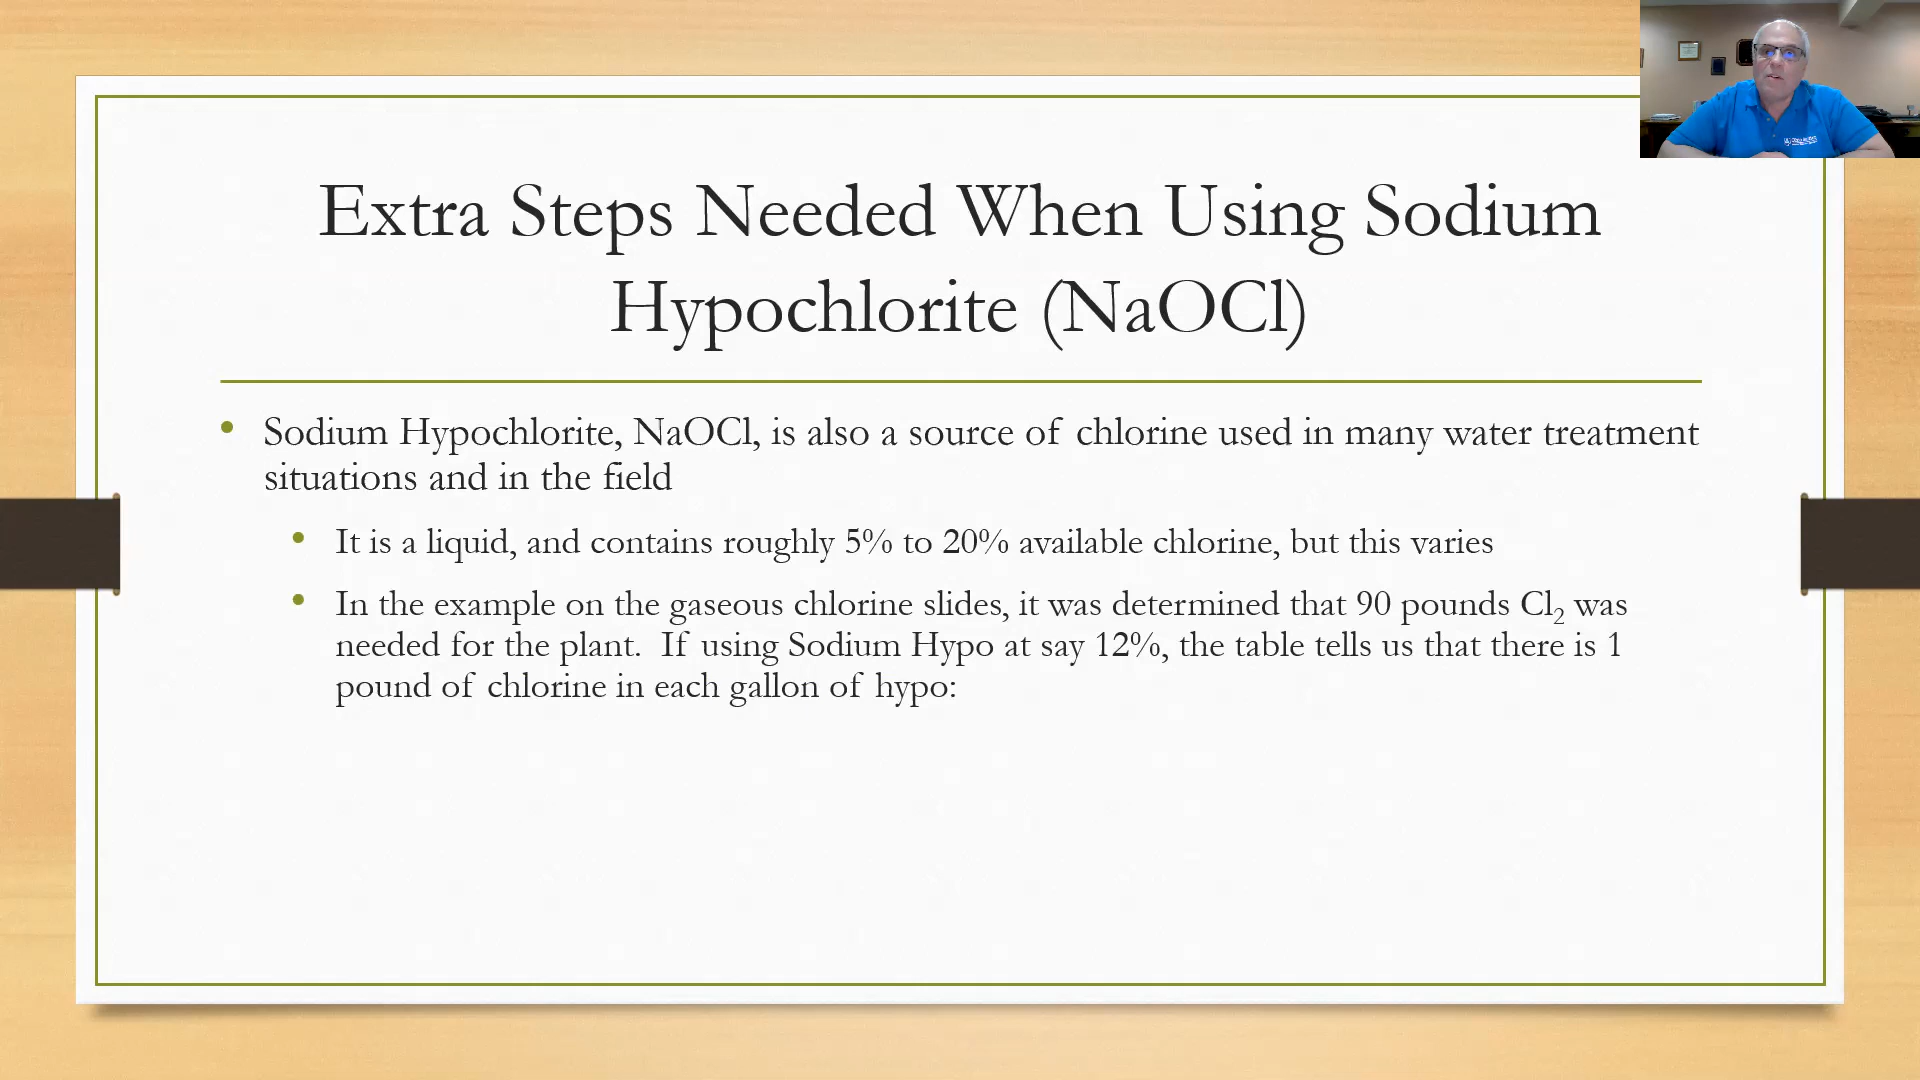 Extra Steps Needed When Using Sodium
Hypochlorite (NaOCl)
• Sodium Hypochlorite, NaOCl, is also a source of chlorine used in many water treatment
situations and in the field
• It is a liquid, and contains roughly 5% to 20% available chlorine, but this varies
• In the example on the gaseous chlorine slides, it was determined that 90 pounds Cl₂ was
needed for the plant.  If using Sodium Hypo at say 12%, the table tells us that there is 1
pound of chlorine in each gallon of hypo: